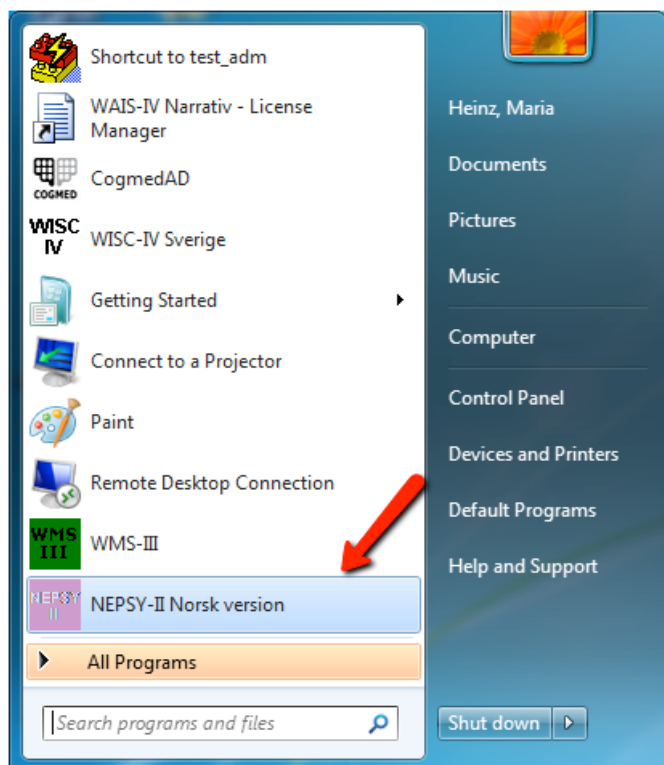 Shortcut to test_adm
WAIS-IV Narrativ - License
Manager
COGMED
CogmedAD
WISC
IV
WISC-IV Sverige
Getting Started
Connect to a Projector
Paint
Remote Desktop Connection
WMS
III
WMS-III
NEPSY
II
NEPSY-II Norsk version
All Programs
Search programs and files
Heinz, Maria
Documents
Pictures
Music
Computer
Control Panel
Devices and Printers
Default Programs
Help and Support
Shut down